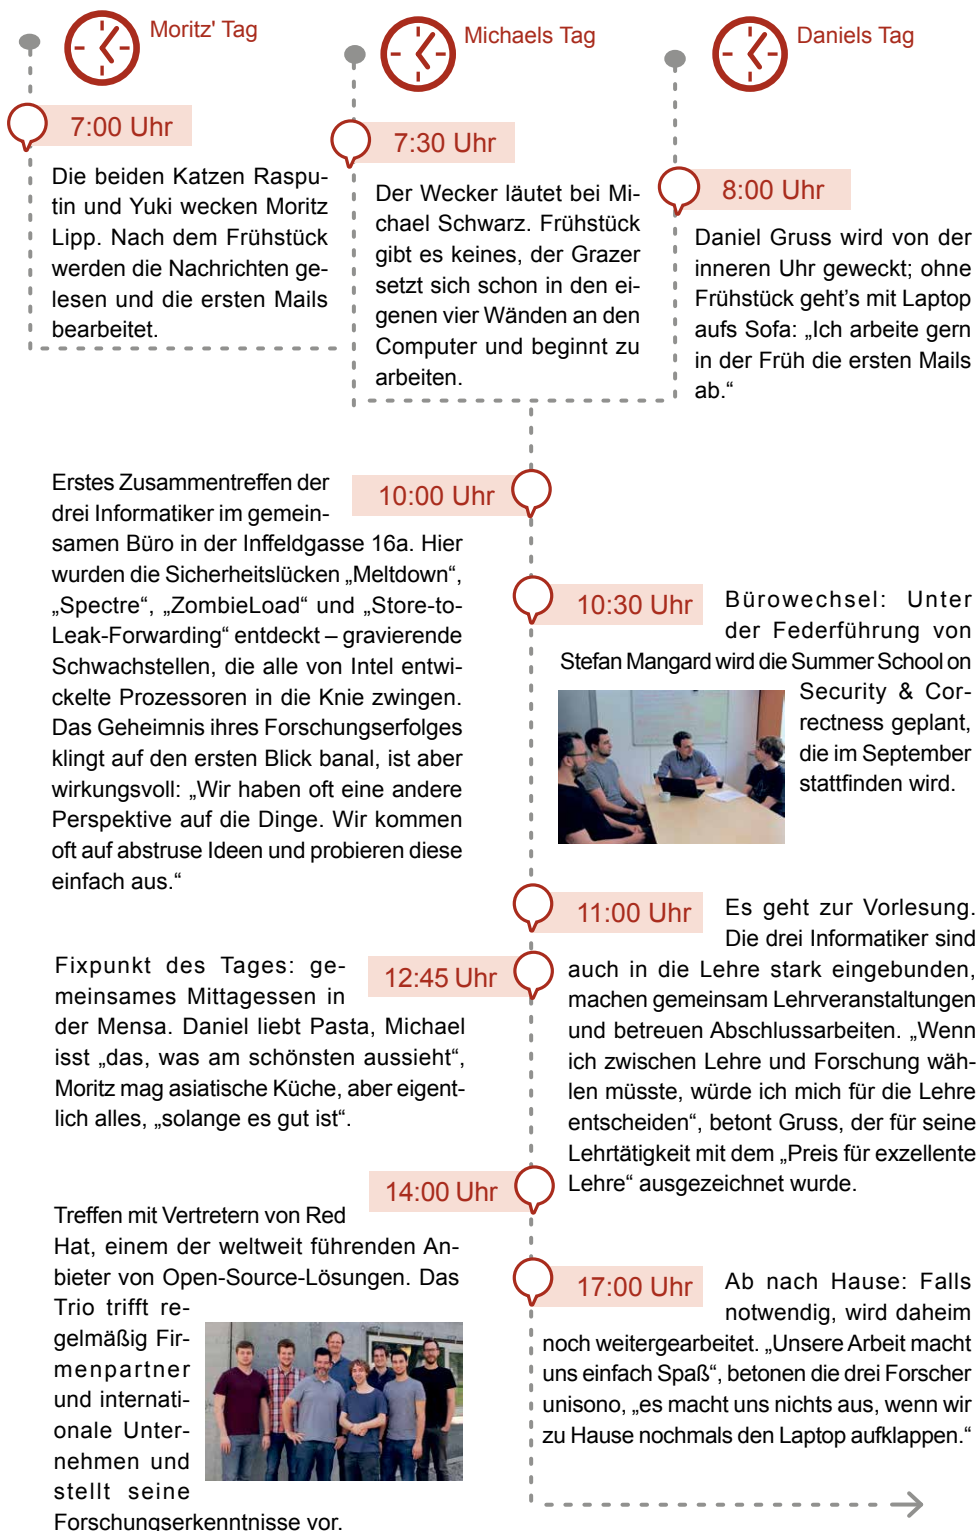 Moritz' Tag
7:00 Uhr
Die beiden Katzen Raspu-
tin und Yuki wecken Moritz
Lipp. Nach dem Frühstück
werden die Nachrichten ge-
lesen und die ersten Mails
bearbeitet.
Michaels Tag
7:30 Uhr
Der Wecker läutet bei Mi-
chael Schwarz. Frühstück
gibt es keines, der Grazer
setzt sich schon in den ei-
genen vier Wänden an den
Computer und beginnt zu
arbeiten.
Daniels Tag
8:00 Uhr
Daniel Gruss wird von der
inneren Uhr geweckt; ohne
Frühstück geht’s mit Laptop
aufs Sofa: „Ich arbeite gern
in der Früh die ersten Mails
ab.“
10:00 Uhr
Erstes Zusammentreffen der
drei Informatiker im gemein-
samen Büro in der Inffeldgasse 16a. Hier
wurden die Sicherheitslücken „Meltdown“,
„Spectre“, „ZombieLoad“ und „Store-to-
Leak-Forwarding“ entdeckt – gravierende
Schwachstellen, die alle von Intel entwi-
ckelte Prozessoren in die Knie zwingen.
Das Geheimnis ihres Forschungserfolges
klingt auf den ersten Blick banal, ist aber
wirkungsvoll: „Wir haben oft eine andere
Perspektive auf die Dinge. Wir kommen
oft auf abstruse Ideen und probieren diese
einfach aus.“
10:30 Uhr
Bürowechsel: Unter
der Federführung von
Stefan Mangard wird die Summer School on
Security & Cor-
rectness geplant,
die im September
stattfinden wird.
11:00 Uhr
Es geht zur Vorlesung.
Die drei Informatiker sind
auch in die Lehre stark eingebunden,
machen gemeinsam Lehrveranstaltungen
und betreuen Abschlussarbeiten. „Wenn
ich zwischen Lehre und Forschung wäh-
len müsste, würde ich mich für die Lehre
entscheiden“, betont Gruss, der für seine
Lehrtätigkeit mit dem „Preis für exzellente
Lehre“ ausgezeichnet wurde.
12:45 Uhr
Fixpunkt des Tages: ge-
meinsames Mittagessen in
der Mensa. Daniel liebt Pasta, Michael
isst „das, was am schönsten aussieht“,
Moritz mag asiatische Küche, aber eigent-
lich alles, „solange es gut ist“.
14:00 Uhr
Treffen mit Vertretern von Red
Hat, einem der weltweit führenden An-
bieter von Open-Source-Lösungen. Das
Trio trifft re-
gelmäßig Fir-
menpartner
und internati-
onale Unter-
nehmen und
stellt seine
Forschungserkenntnisse vor.
17:00 Uhr
Ab nach Hause: Falls
notwendig, wird daheim
noch weitergearbeitet. „Unsere Arbeit macht
uns einfach Spaß“, betonen die drei Forscher
unisono, „es macht uns nichts aus, wenn wir
zu Hause nochmals den Laptop aufklappen.“